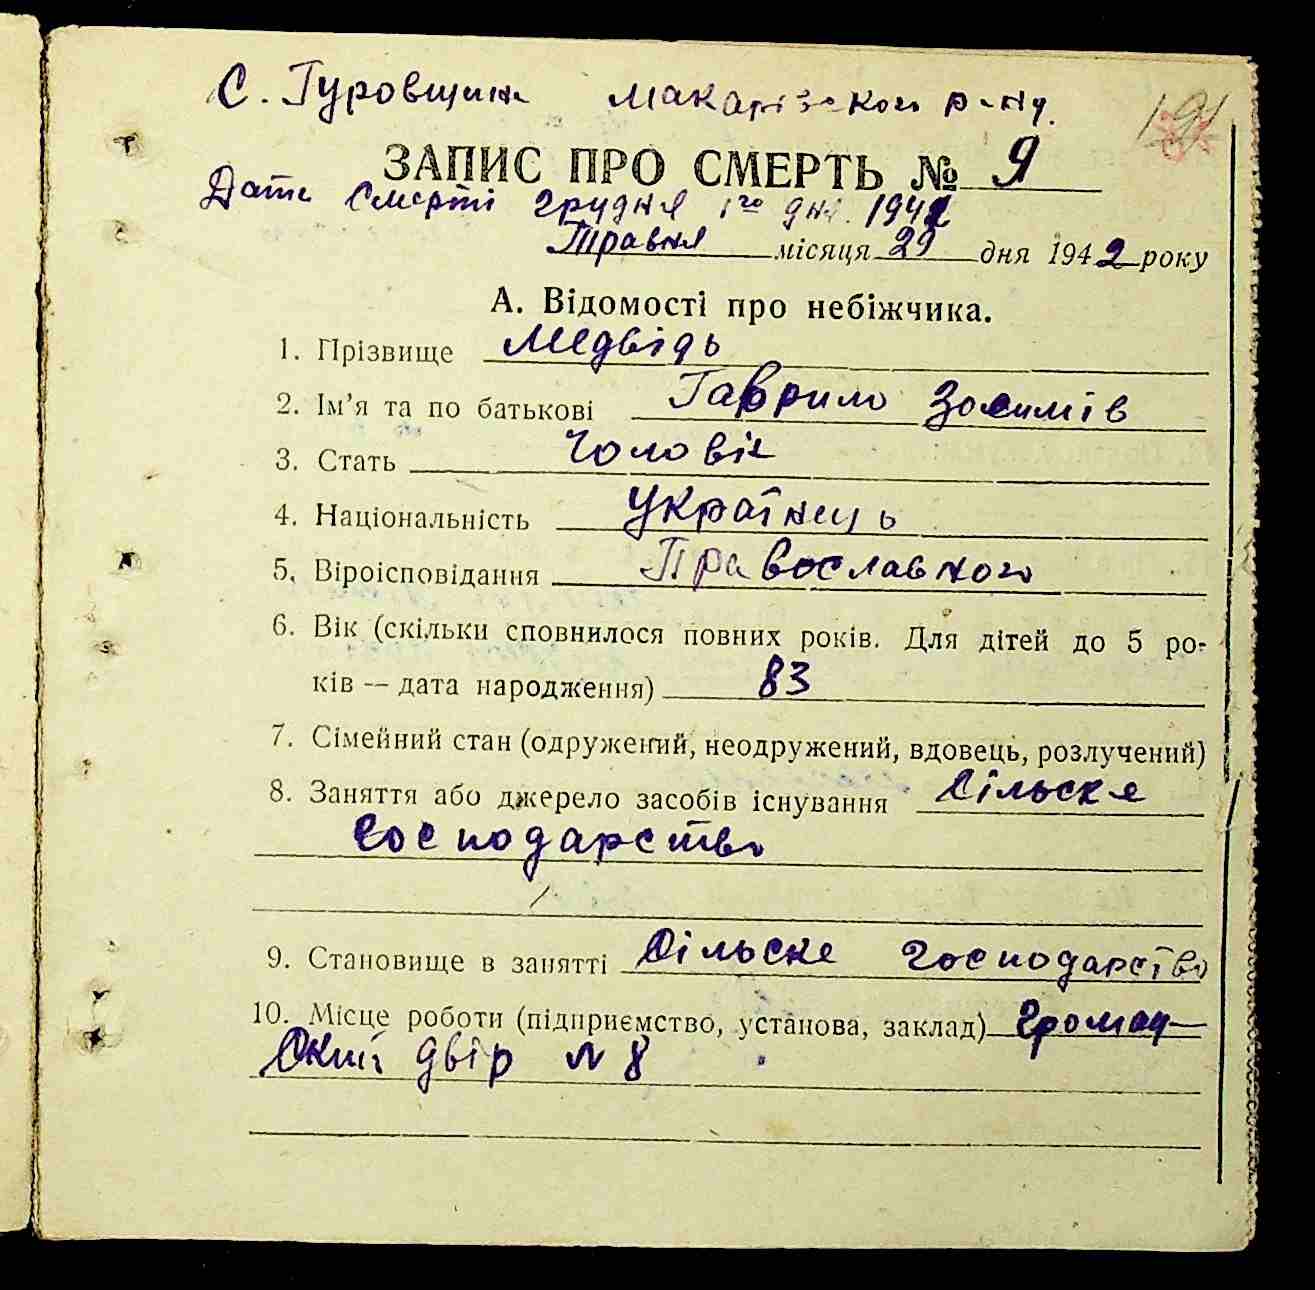 С. Гуровщина Макарівского р-ну.
191
ЗАПИС ПРО СМЕРТЬ № 9
Дата смерті грудня 1го дня. 1941
Травня місяця 29 дня 1942 року
А. Відомості про небіжчика.
1. Прізвище Медвідь
2. Ім'я та по батькові Гаврило Зосимів
3. Стать Чоловік
4. Національність Українець
5. Віроісповідання Православного
6. Вік (скільки сповнилося повних років. Для дітей до 5 ро-
ків — дата народження) 83
7. Сімейний стан (одружений, неодружений, вдовець, розлучений)
8. Заняття або джерело засобів існування Сільске
господарство
9. Становище в занятті Сільске господарство
10. Місце роботи (підприємство, установа, заклад) Громад-
ский двір N 8